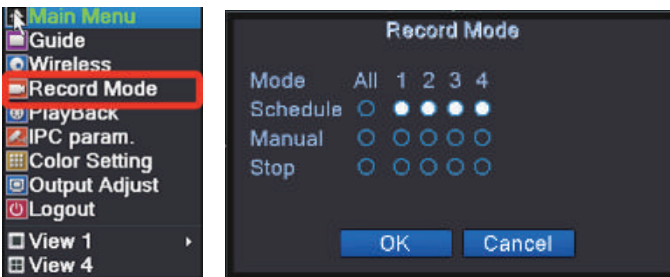 Main Menu
Guide
Wireless
Record Mode
PlayBack
IPC param.
Color Setting
Output Adjust
Logout
View 1
View 4
Record Mode
Mode All 1 2 3 4
Schedule
Manual
Stop
OK Cancel